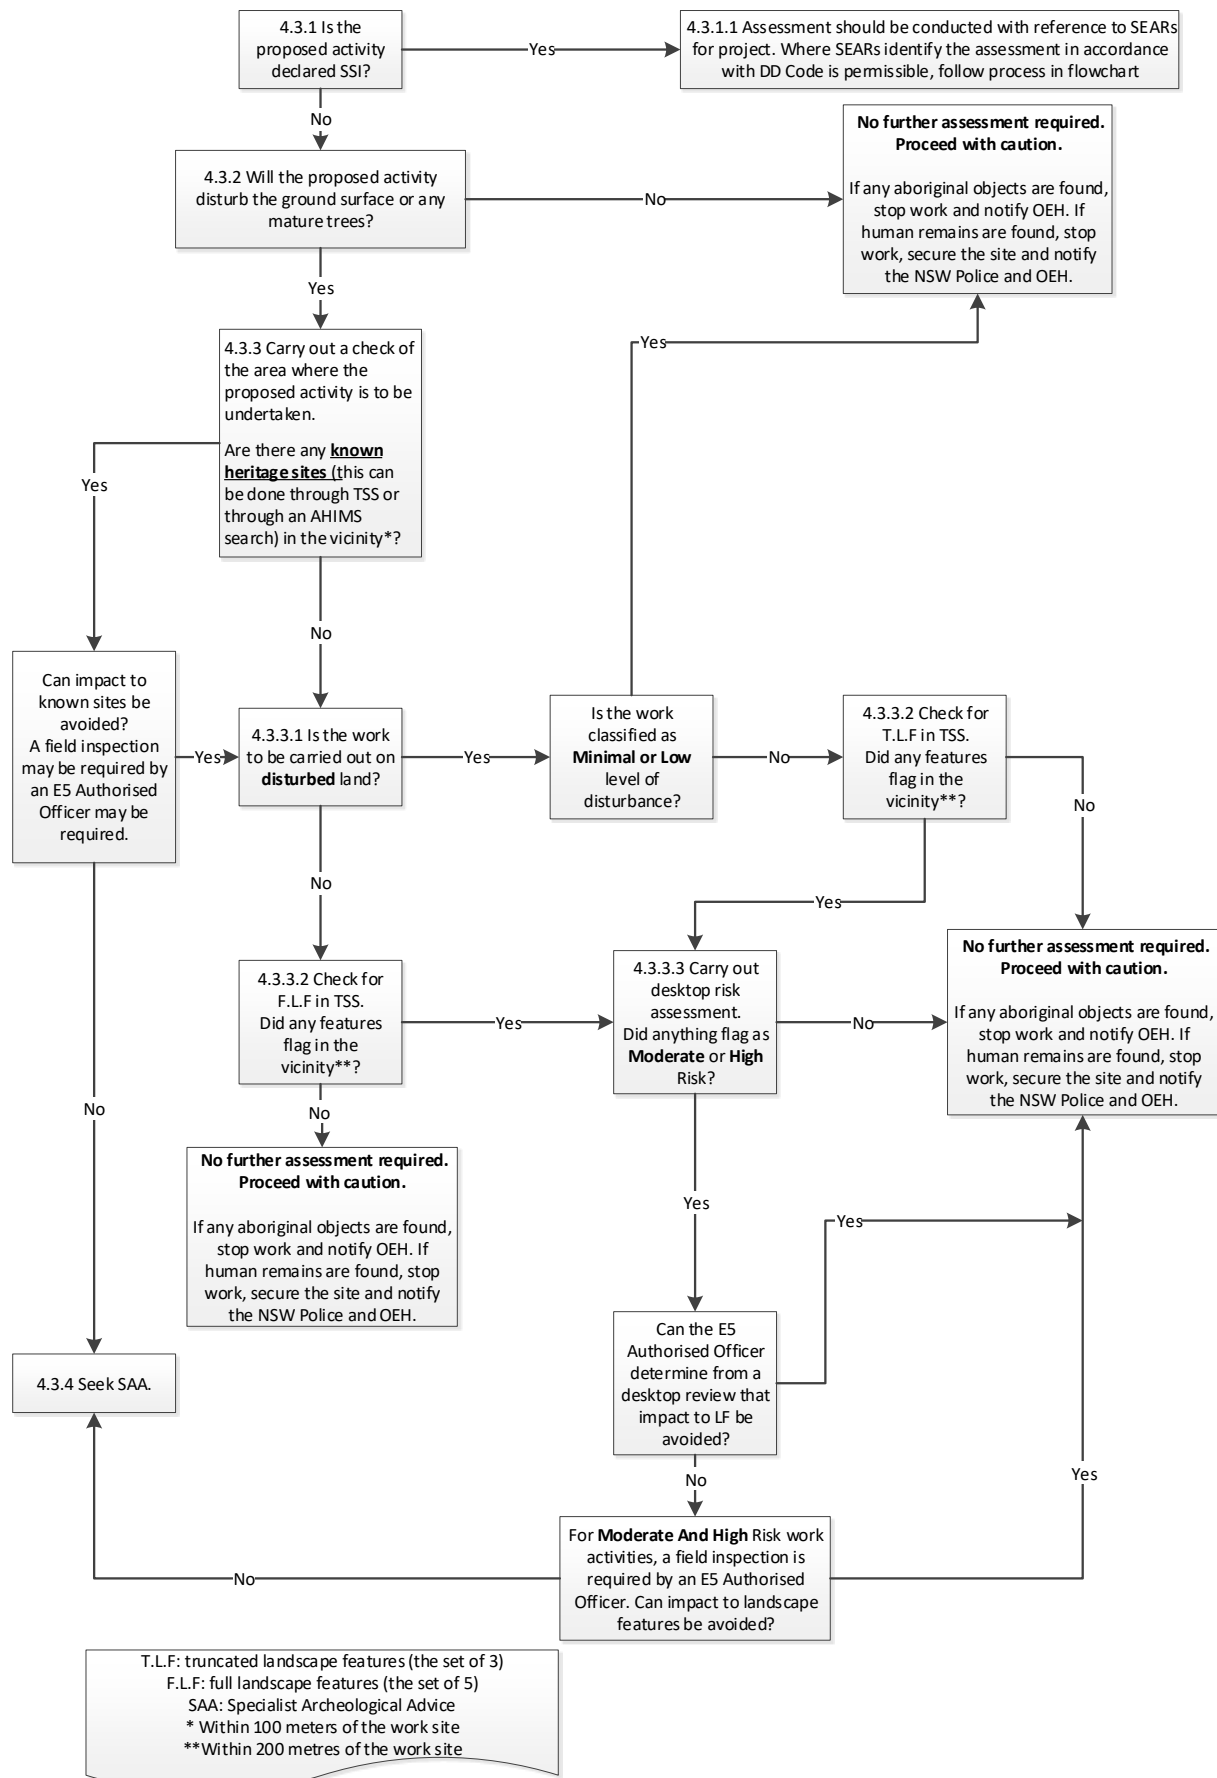 4.3.1 Is the
proposed activity
declared SSI?
Yes
4.3.1.1 Assessment should be conducted with reference to SEARs
for project. Where SEARs identify the assessment in accordance
with DD Code is permissible, follow process in flowchart
No
4.3.2 Will the proposed activity
disturb the ground surface or any
mature trees?
No
No further assessment required.
Proceed with caution.
If any aboriginal objects are found,
stop work and notify OEH. If
human remains are found, stop
work, secure the site and notify
the NSW Police and OEH.
Yes
4.3.3 Carry out a check of
the area where the
proposed activity is to be
undertaken.
Are there any known
heritage sites (this can
be done through TSS or
through an AHIMS
search) in the vicinity*?
Yes
Yes
No
Can impact to
known sites be
avoided?
A field inspection
may be required by
an E5 Authorised
Officer may be
required.
Yes
4.3.3.1 Is the work
to be carried out on
disturbed land?
Yes
Is the work
classified as
Minimal or Low
level of
disturbance?
No
4.3.3.2 Check for
T.L.F in TSS.
Did any features
flag in the
vicinity**?
No
No
Yes
4.3.3.2 Check for
F.L.F in TSS.
Did any features
flag in the
vicinity**?
Yes
4.3.3.3 Carry out
desktop risk
assessment.
Did anything flag as
Moderate or High
Risk?
No
No further assessment required.
Proceed with caution.
If any aboriginal objects are found,
stop work and notify OEH. If
human remains are found, stop
work, secure the site and notify
the NSW Police and OEH.
No
No
No further assessment required.
Proceed with caution.
If any aboriginal objects are found,
stop work and notify OEH. If
human remains are found, stop
work, secure the site and notify
the NSW Police and OEH.
Yes
Yes
Can the E5
Authorised Officer
determine from a
desktop review that
impact to LF be
avoided?
4.3.4 Seek SAA.
No
Yes
For Moderate And High Risk work
activities, a field inspection is
required by an E5 Authorised
Officer. Can impact to landscape
features be avoided?
No
T.L.F: truncated landscape features (the set of 3)
F.L.F: full landscape features (the set of 5)
SAA: Specialist Archeological Advice
* Within 100 meters of the work site
**Within 200 metres of the work site